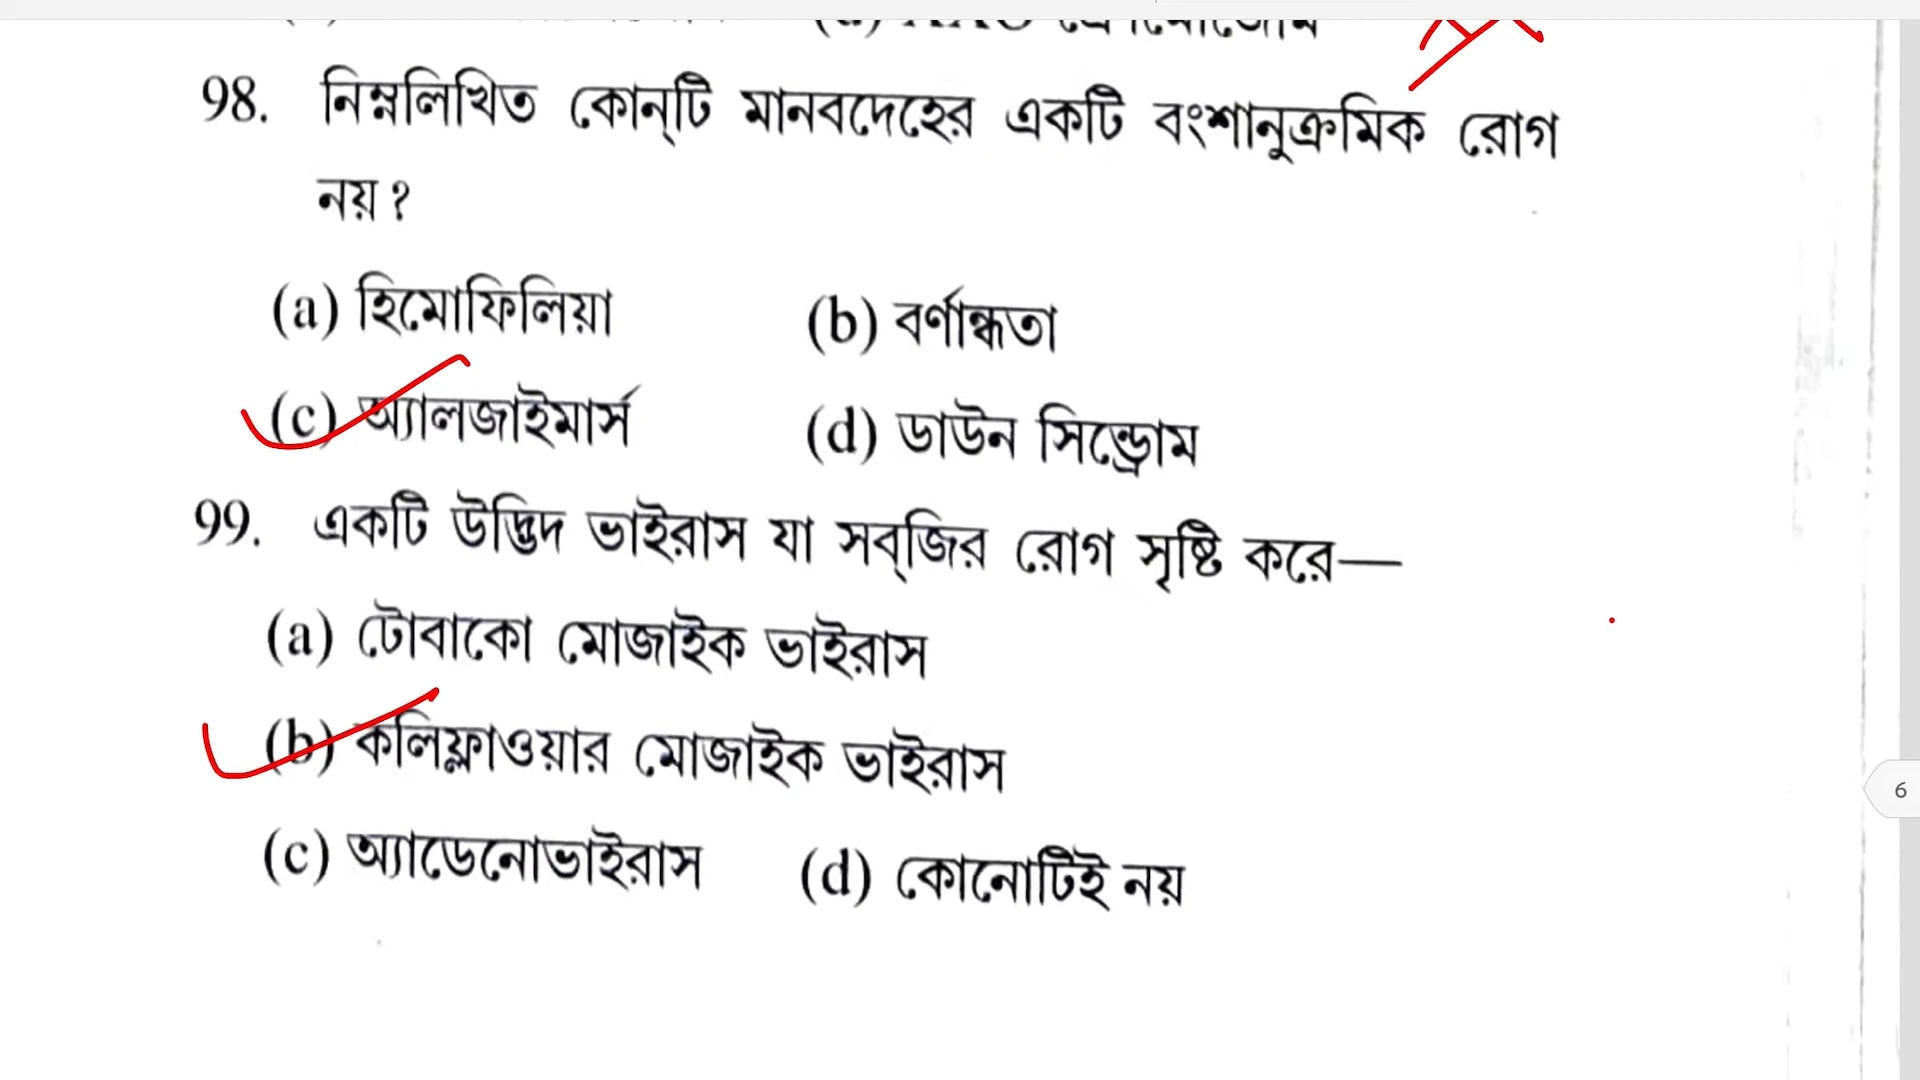 98. নিম্নলিখিত কোন্‌টি মানবদেহের একটি বংশানুক্রমিক রোগ
নয় ?
(a) হিমোফিলিয়া (b) বর্ণান্ধতা
(c) অ্যালজাইমার্স (d) ডাউন সিন্ড্রোম
99. একটি উদ্ভিদ ভাইরাস যা সব্‌জির রোগ সৃষ্টি করে—
(a) টোবাকো মোজাইক ভাইরাস
(b) কলিফ্লাওয়ার মোজাইক ভাইরাস
6
(c) অ্যাডেনোভাইরাস (d) কোনোটিই নয়